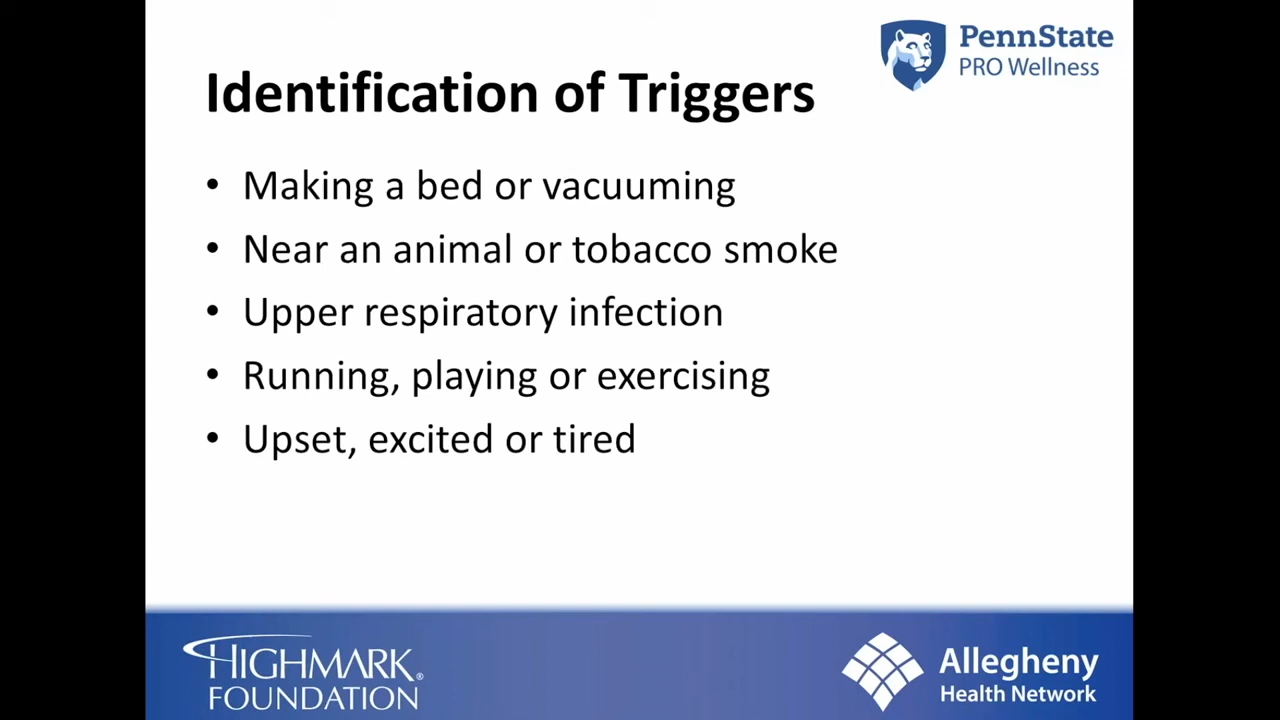 PennState
PRO Wellness
Identification of Triggers
• Making a bed or vacuuming
• Near an animal or tobacco smoke
• Upper respiratory infection
• Running, playing or exercising
• Upset, excited or tired
HIGHMARK®
FOUNDATION
Allegheny
Health Network